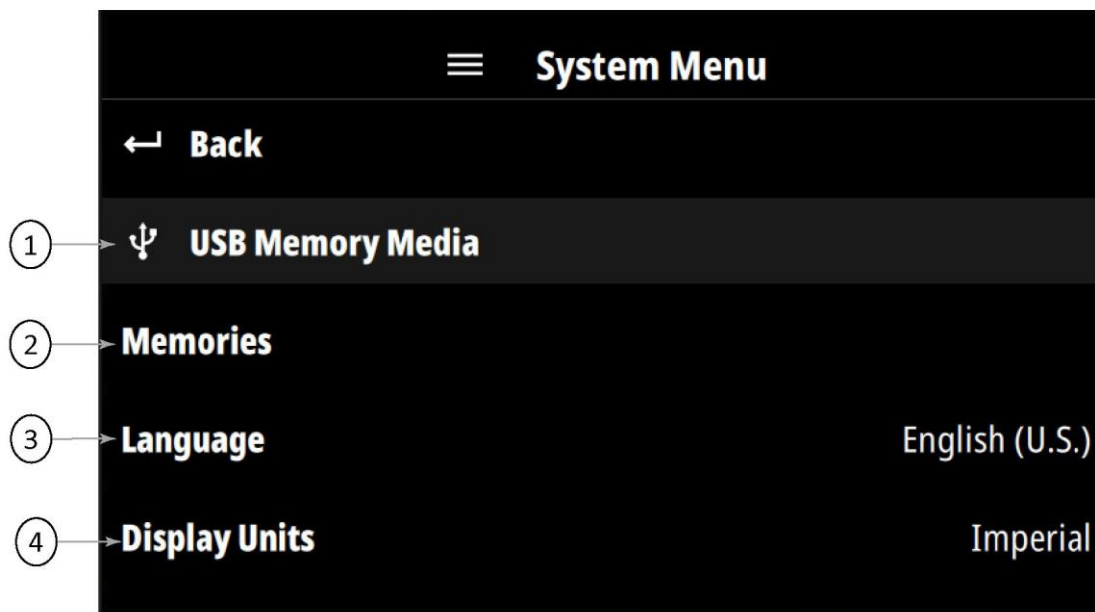 System Menu
Back
1 USB Memory Media
2 Memories
3 Language English (U.S.)
4 Display Units Imperial